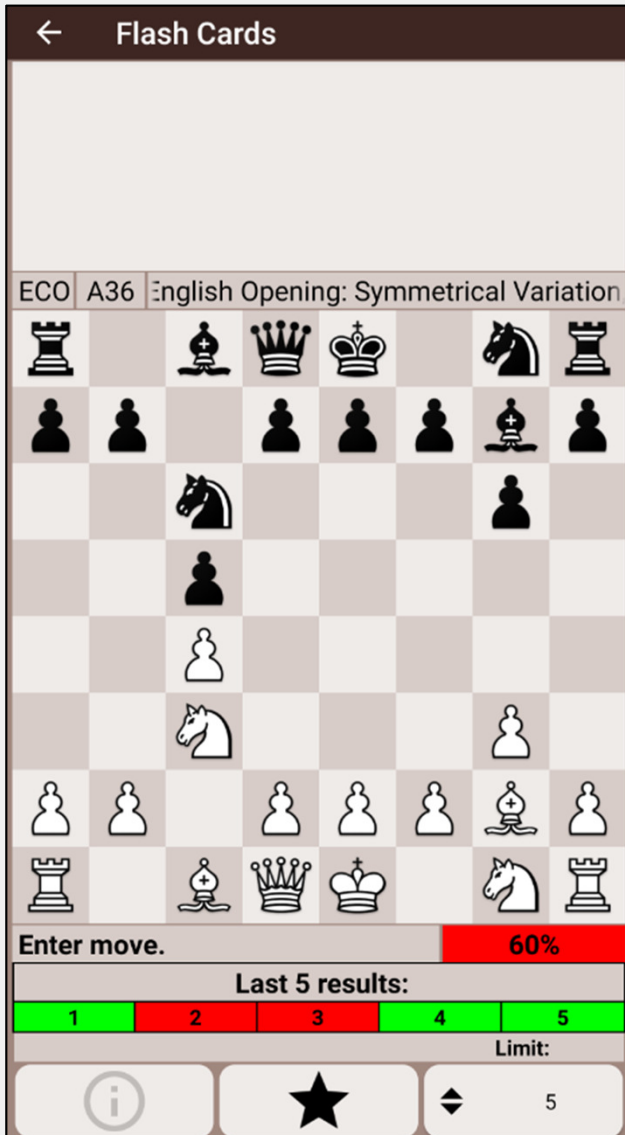 Flash Cards
ECO A36 English Opening: Symmetrical Variation,
Enter move. 60%
Last 5 results:
1 2 3 4 5
Limit:
5